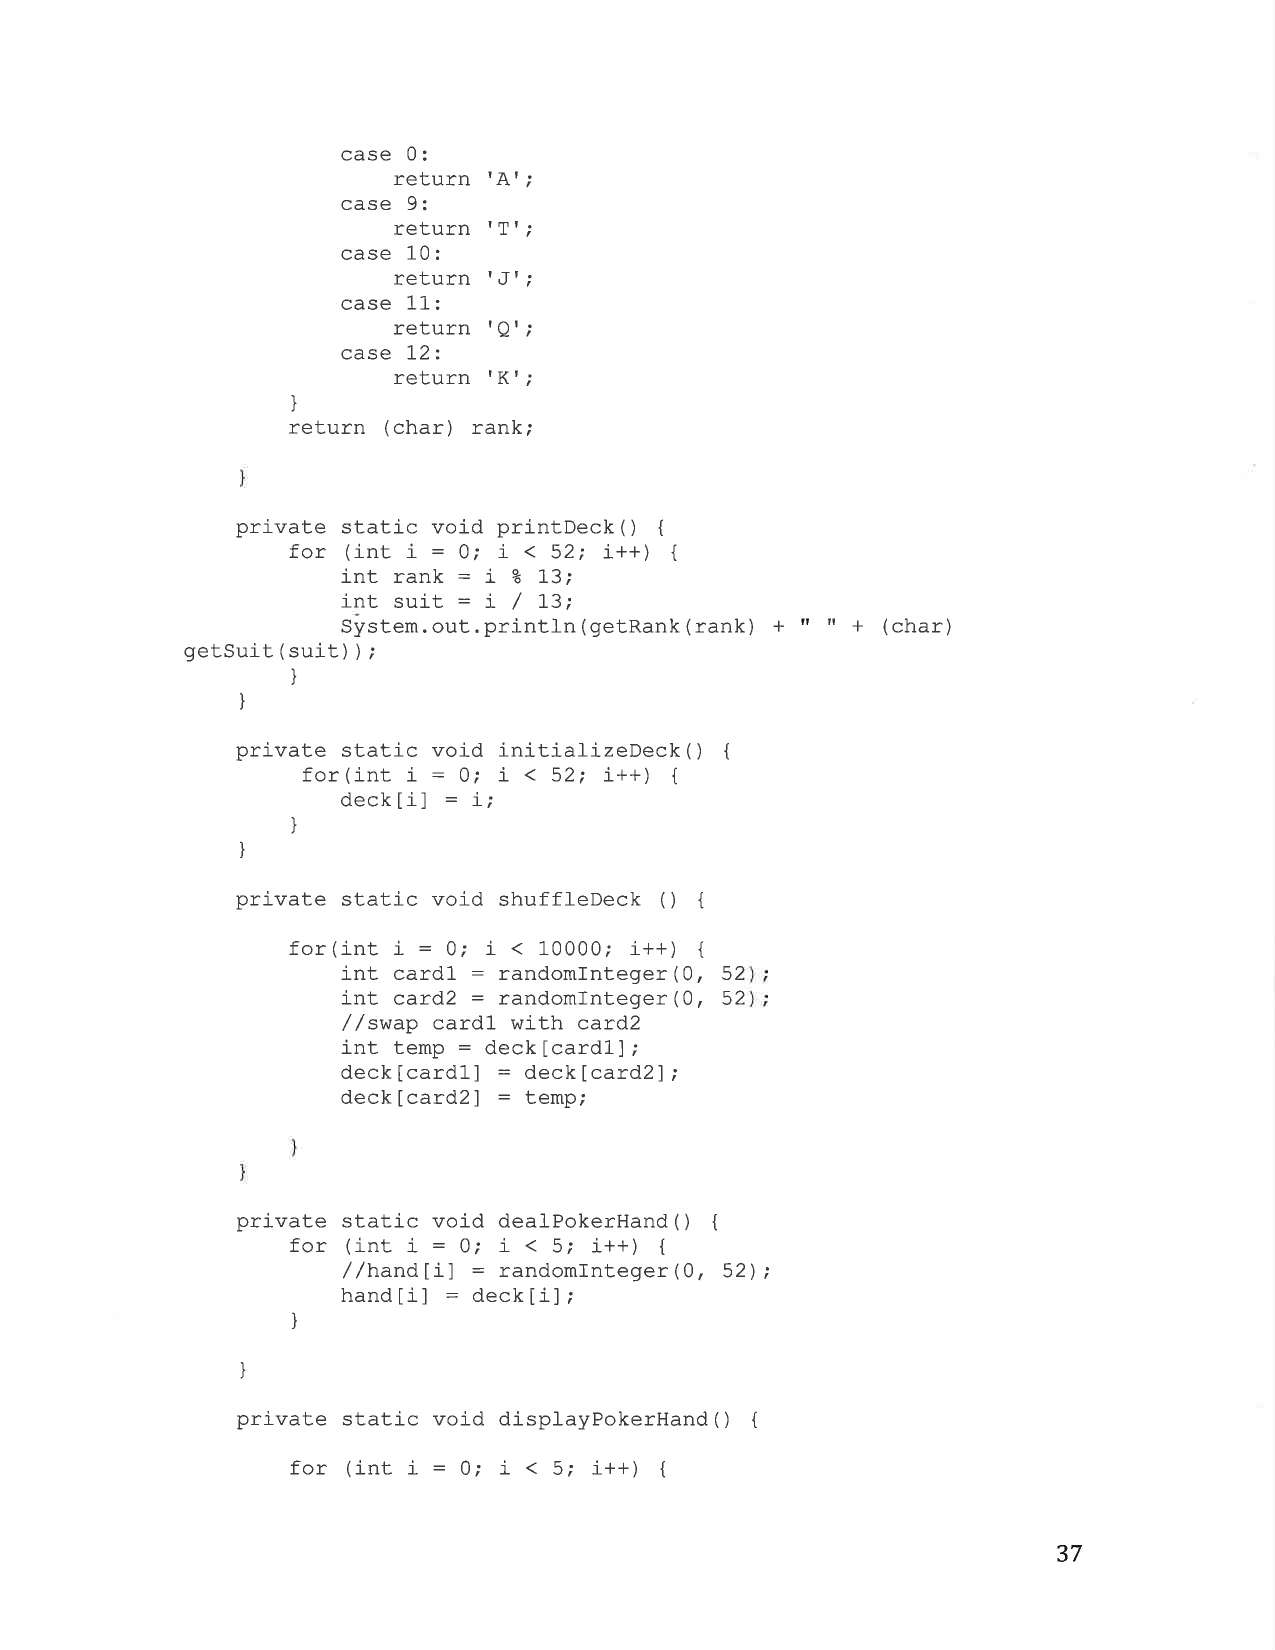 case 0:
return 'A';
case 9:
return 'T';
case 10:
return 'J';
case 11:
return 'Q';
case 12:
return 'K';
}
return (char) rank;
}
private static void printDeck() {
for (int i = 0; i < 52; i++) {
int rank = i % 13;
int suit = i / 13;
System.out.println(getRank(rank) + " " + (char)
getSuit(suit));
}
}
private static void initializeDeck() {
for(int i = 0; i < 52; i++) {
deck[i] = i;
}
}
private static void shuffleDeck () {
for(int i = 0; i < 10000; i++) {
int card1 = randomInteger(0, 52);
int card2 = randomInteger(0, 52);
//swap card1 with card2
int temp = deck[card1];
deck[card1] = deck[card2];
deck[card2] = temp;
}
}
private static void dealPokerHand() {
for (int i = 0; i < 5; i++) {
//hand[i] = randomInteger(0, 52);
hand[i] = deck[i];
}
}
private static void displayPokerHand() {
for (int i = 0; i < 5; i++) {
37